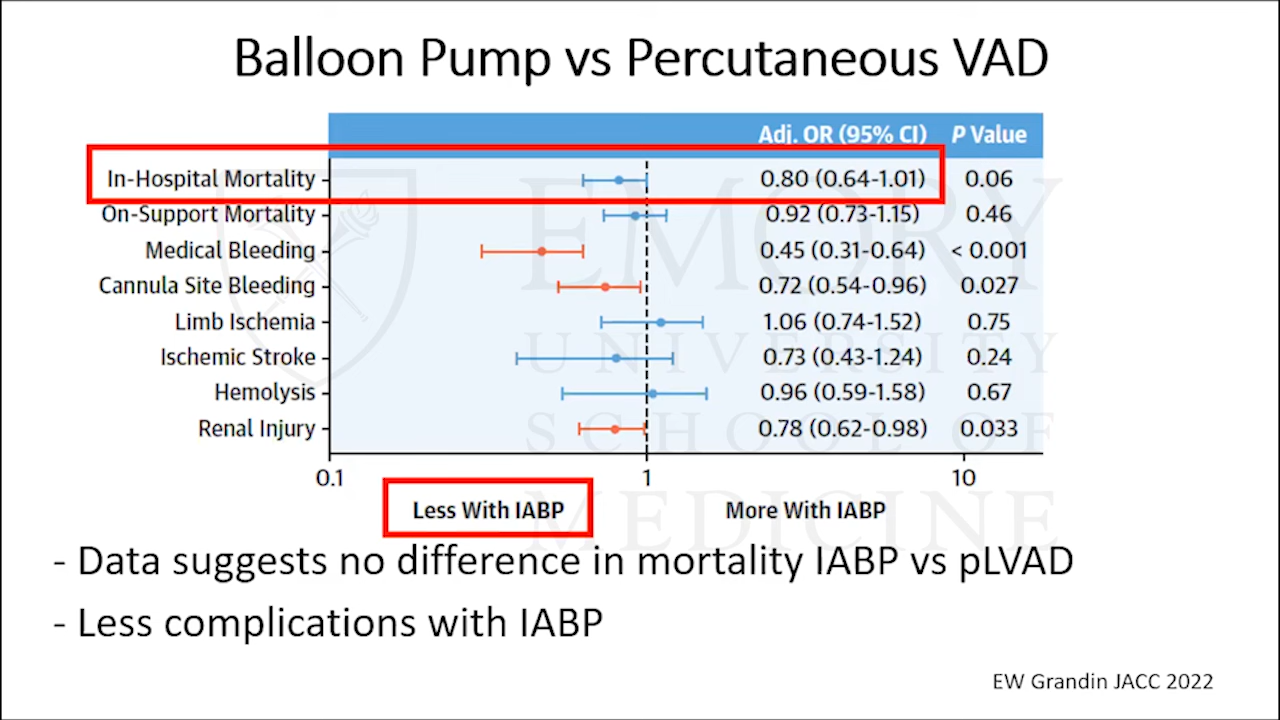 Balloon Pump vs Percutaneous VAD
Adj. OR (95% CI) P Value
In-Hospital Mortality 0.80 (0.64-1.01) 0.06
On-Support Mortality 0.92 (0.73-1.15) 0.46
Medical Bleeding 0.45 (0.31-0.64) < 0.001
Cannula Site Bleeding 0.72 (0.54-0.96) 0.027
Limb Ischemia 1.06 (0.74-1.52) 0.75
Ischemic Stroke 0.73 (0.43-1.24) 0.24
Hemolysis 0.96 (0.59-1.58) 0.67
Renal Injury 0.78 (0.62-0.98) 0.033
0.1 1 10
Less With IABP More With IABP
- Data suggests no difference in mortality IABP vs pLVAD
- Less complications with IABP
EW Grandin JACC 2022
EMORY
UNIVERSITY
SCHOOL OF
MEDICINE